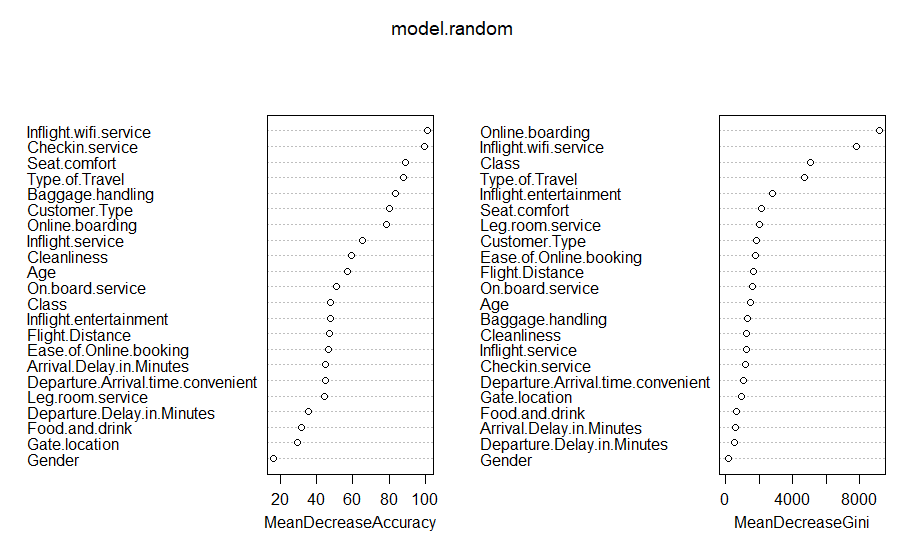 model.random
Inflight.wifi.service
Checkin.service
Seat.comfort
Type.of.Travel
Baggage.handling
Customer.Type
Online.boarding
Inflight.service
Cleanliness
Age
On.board.service
Class
Inflight.entertainment
Flight.Distance
Ease.of.Online.booking
Arrival.Delay.in.Minutes
Departure.Arrival.time.convenient
Leg.room.service
Departure.Delay.in.Minutes
Food.and.drink
Gate.location
Gender
20 40 60 80 100
MeanDecreaseAccuracy
Online.boarding
Inflight.wifi.service
Class
Type.of.Travel
Inflight.entertainment
Seat.comfort
Leg.room.service
Customer.Type
Ease.of.Online.booking
Flight.Distance
On.board.service
Age
Baggage.handling
Cleanliness
Inflight.service
Checkin.service
Departure.Arrival.time.convenient
Gate.location
Food.and.drink
Arrival.Delay.in.Minutes
Departure.Delay.in.Minutes
Gender
0 4000 8000
MeanDecreaseGini